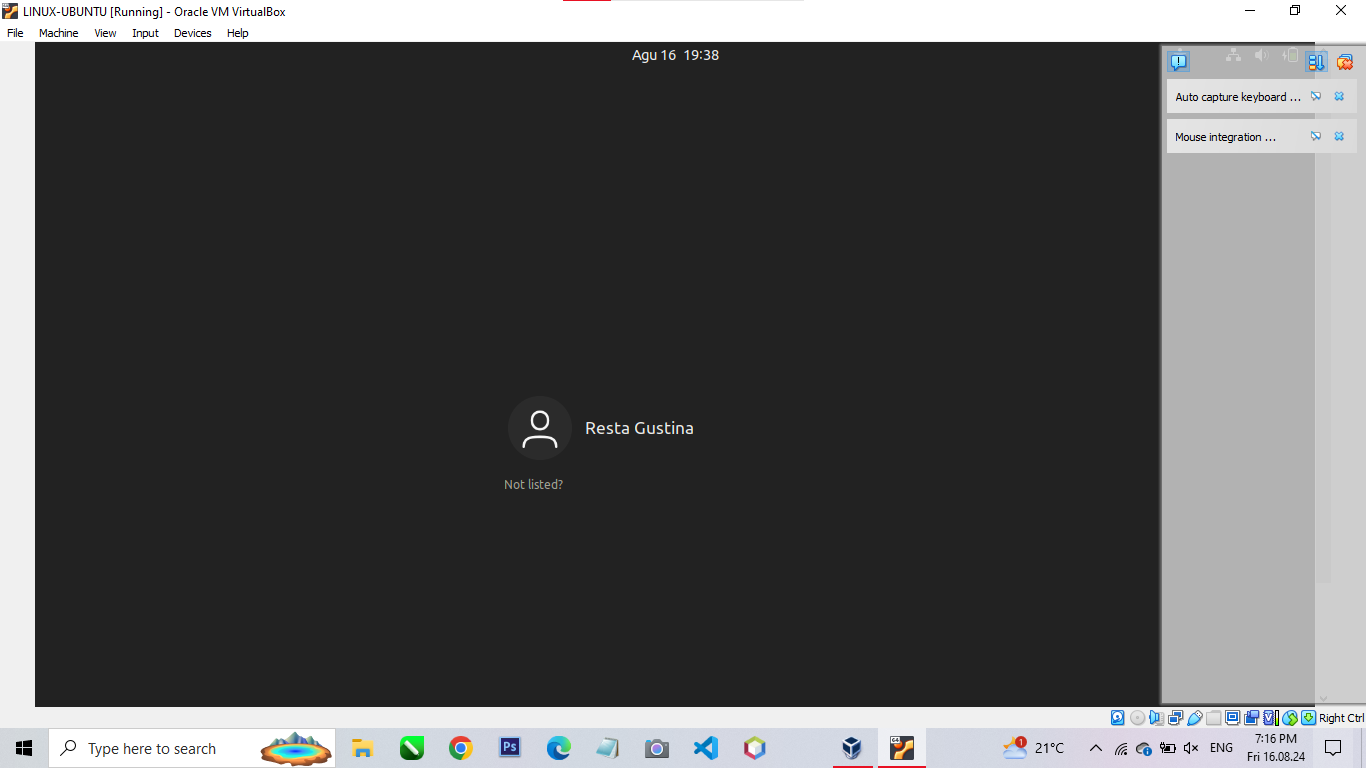 LINUX-UBUNTU [Running] - Oracle VM VirtualBox
File Machine View Input Devices Help
Agu 16 19:38
Auto capture keyboard ...
Mouse integration ...
Resta Gustina
Not listed?
Right Ctrl
Type here to search
Ps
1
21°C
ENG
7:16 PM
Fri 16.08.24